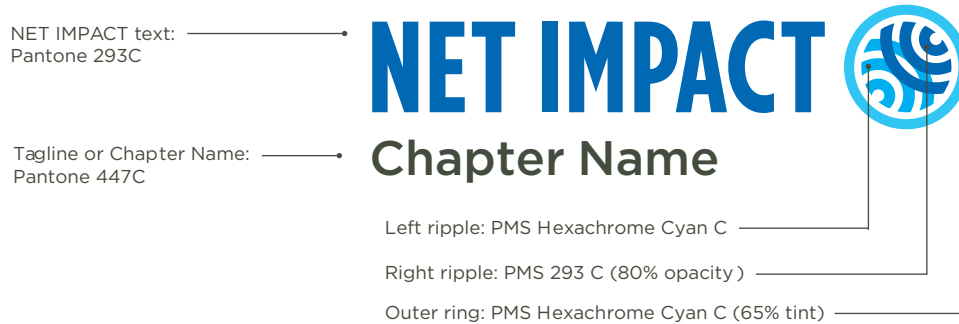 NET IMPACT text:
Pantone 293C
NET IMPACT
Tagline or Chapter Name:
Pantone 447C
Chapter Name
Left ripple: PMS Hexachrome Cyan C
Right ripple: PMS 293 C (80% opacity)
Outer ring: PMS Hexachrome Cyan C (65% tint)